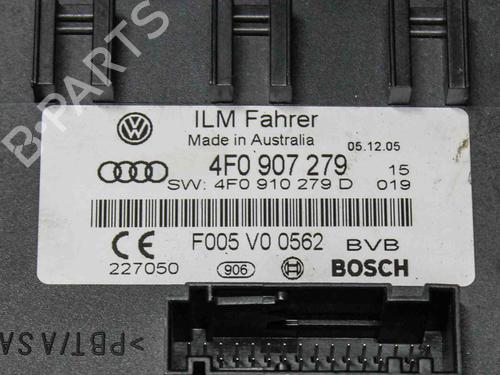 ILM Fahrer
Made in Australia
05.12.05
4F0 907 279 15
SW: 4F0 910 279 D 019
F005 V0 0562 BVB
CE
227050 906 BOSCH
>PBT/ASA
B-PARTS